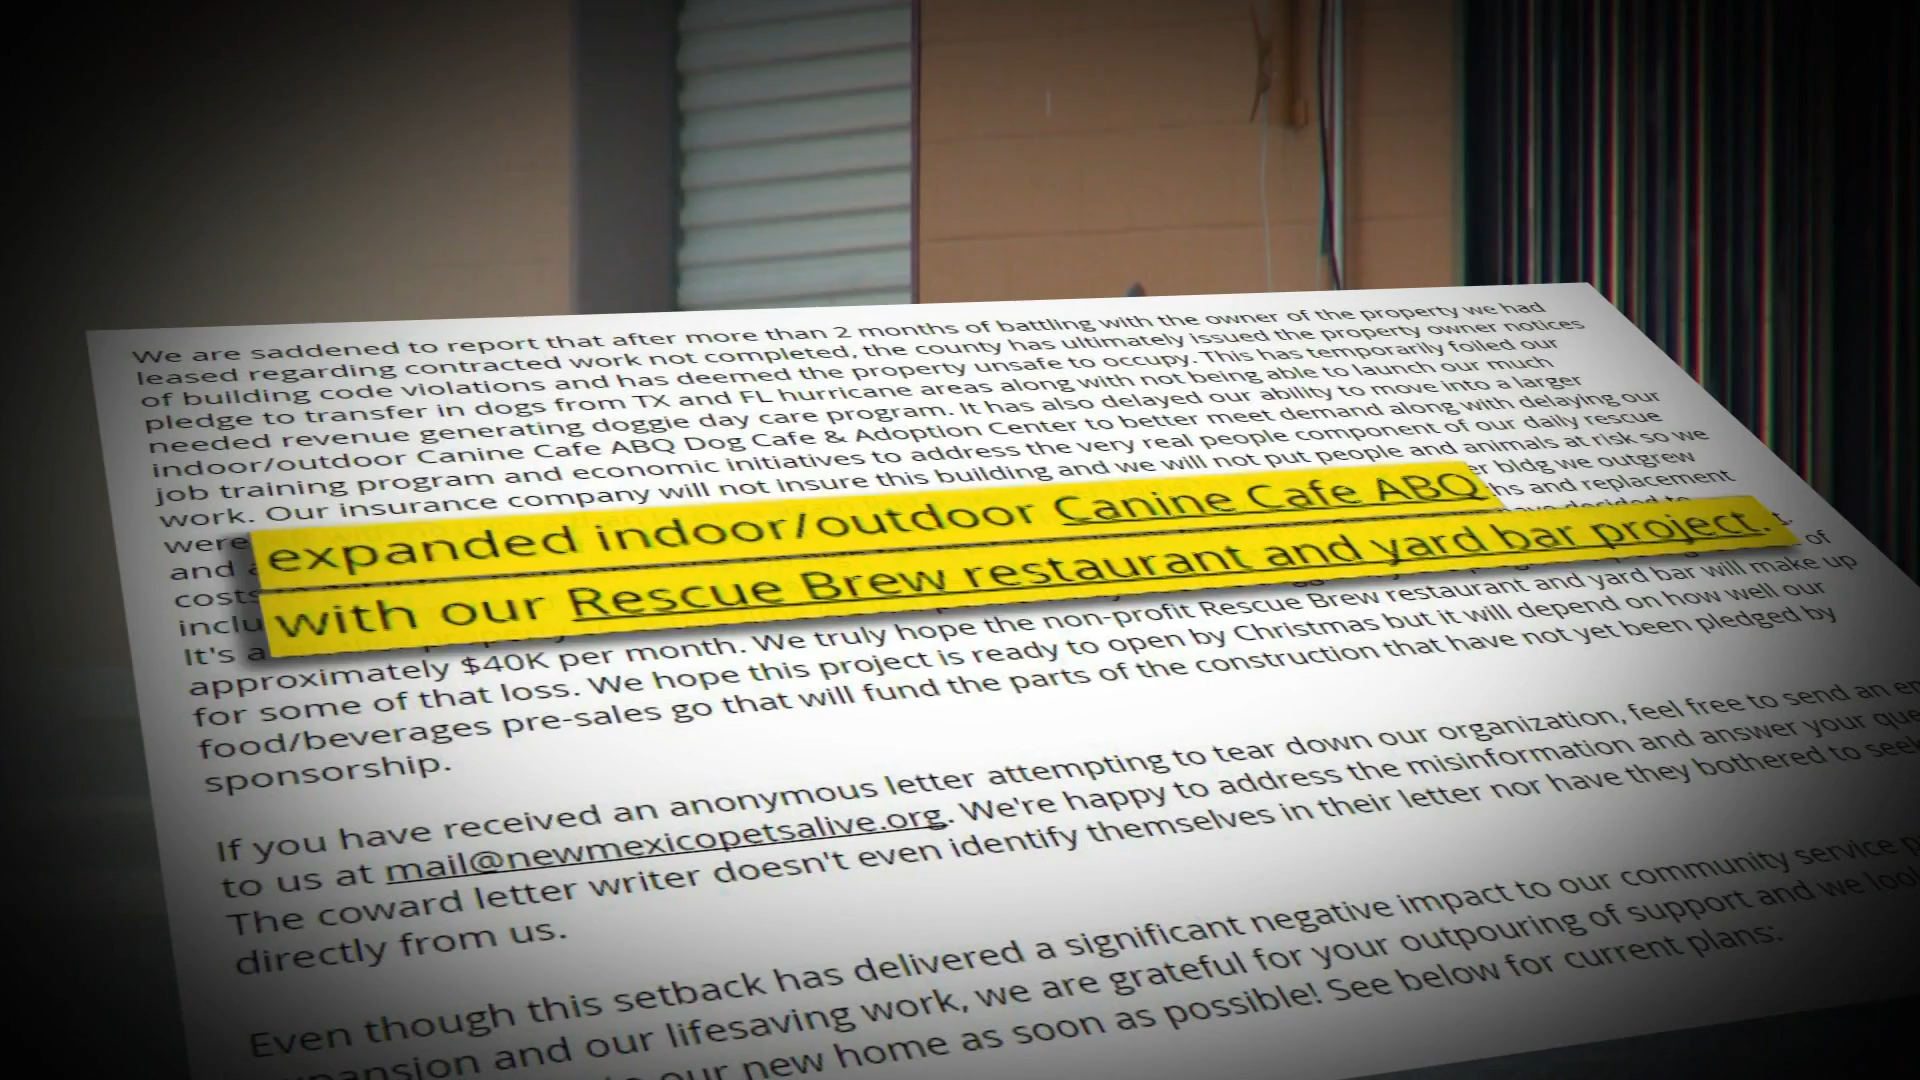 We are saddened to report that after more than 2 months of battling with the owner of the property we had
leased regarding contracted work not completed, the county has ultimately issued the property owner notices
of building code violations and has deemed the property unsafe to occupy. This has temporarily foiled our
pledge to transfer in dogs from TX and FL hurricane areas along with not being able to launch our much
needed revenue generating doggie day care program. It has also delayed our ability to move into a larger
indoor/outdoor Canine Cafe ABQ Dog Cafe & Adoption Center to better meet demand along with delaying our
job training program and economic initiatives to address the very real people component of our daily rescue
work. Our insurance company will not insure this building and we will not put people and animals at risk so we
were bldg we outgrew
and and replacement
expanded indoor/outdoor Canine Cafe ABQ
with our Rescue Brew restaurant and yard bar project.
costs of
It's a restaurant and yard bar will make up
approximately $40K per month. We truly hope the non-profit Rescue Brew
for some of that loss. We hope this project is ready to open by Christmas but it will depend on how well our
food/beverages pre-sales go that will fund the parts of the construction that have not yet been pledged by
sponsorship.
If you have received an anonymous letter attempting to tear down our organization, feel free to send an
to us at mail@newmexicopetsalive.org. We're happy to address the misinformation and answer your
The coward letter writer doesn't even identify themselves in their letter nor have they bothered to seek
directly from us.
Even though this setback has delivered a significant negative impact to our community service
and our lifesaving work, we are grateful for your outpouring of support and we
our new home as soon as possible! See below for current plans: